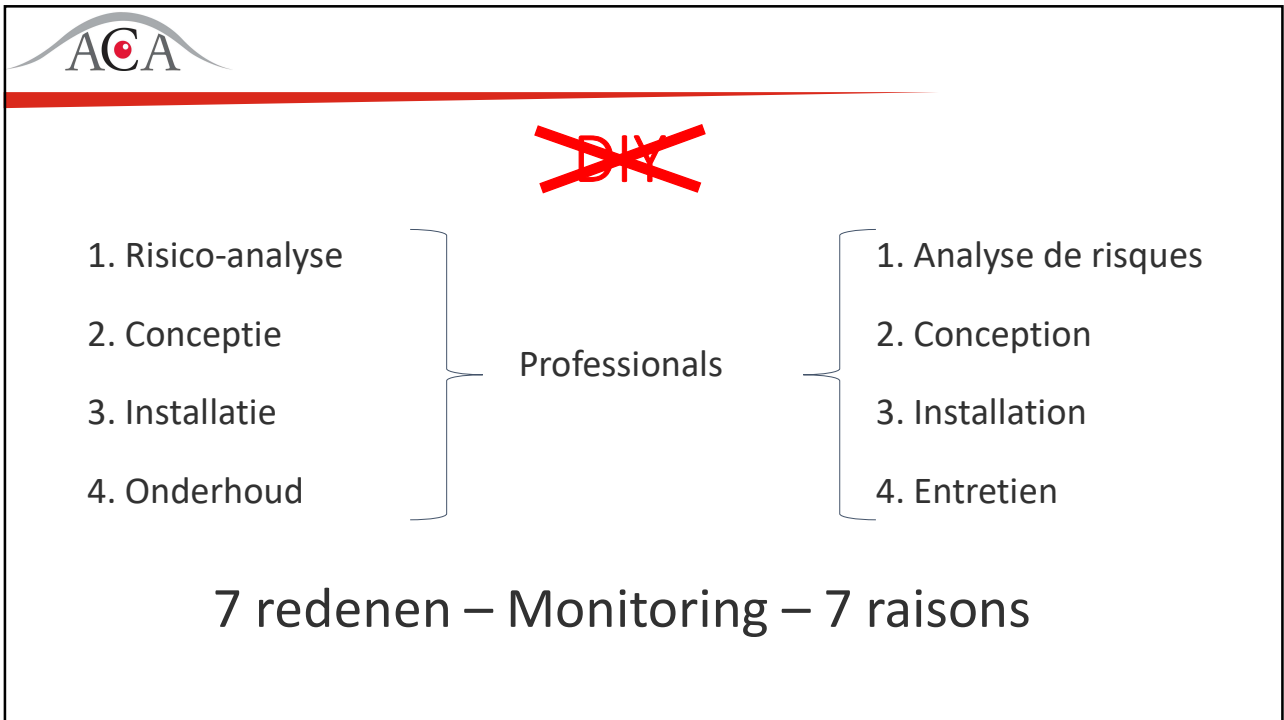 ACA
DIY
1. Risico-analyse
2. Conceptie
3. Installatie
4. Onderhoud
Professionals
1. Analyse de risques
2. Conception
3. Installation
4. Entretien
7 redenen – Monitoring – 7 raisons